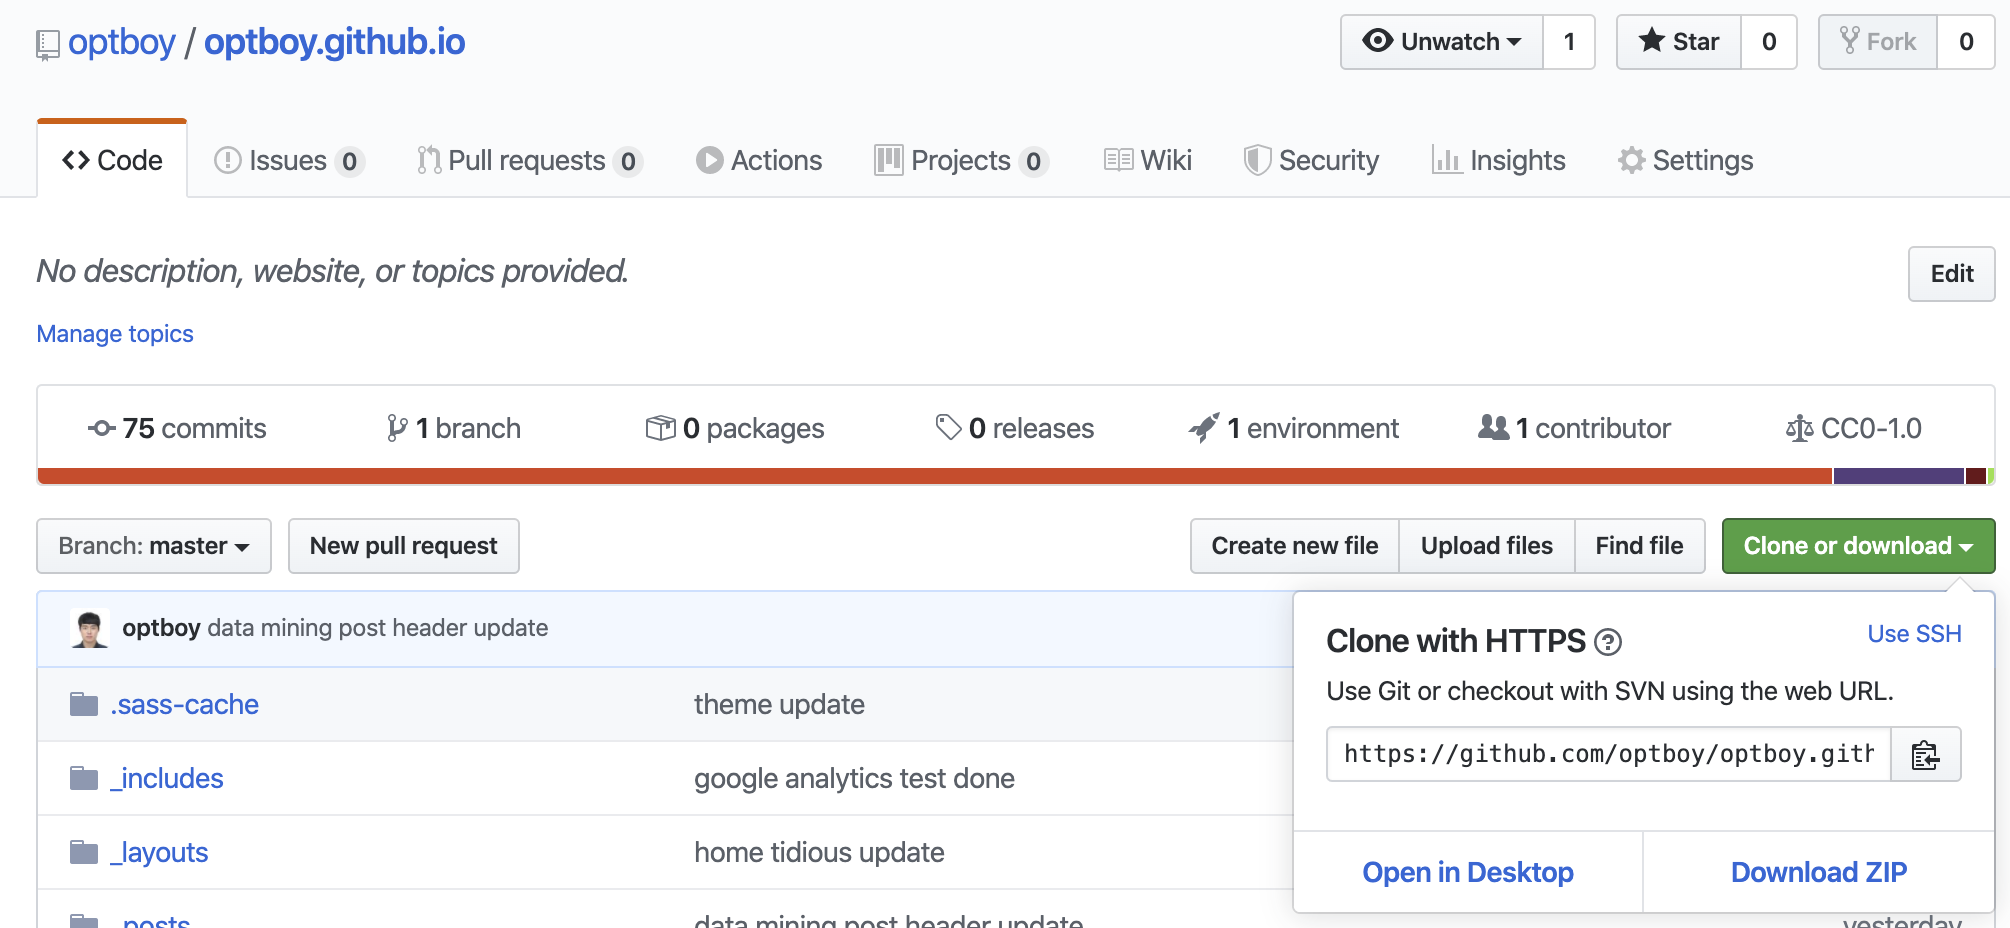 optboy / optboy.github.io
Unwatch 1 Star 0 Fork 0
Code Issues 0 Pull requests 0 Actions Projects 0 Wiki Security Insights Settings
No description, website, or topics provided.
Edit
Manage topics
75 commits 1 branch 0 packages 0 releases 1 environment 1 contributor CC0-1.0
Branch: master New pull request Create new file Upload files Find file Clone or download
optboy data mining post header update
Clone with HTTPS ?
Use SSH
Use Git or checkout with SVN using the web URL.
https://github.com/optboy/optboy.gith
Open in Desktop Download ZIP
.sass-cache theme update
_includes google analytics test done
_layouts home tidious update
_posts data mining post header update yesterday